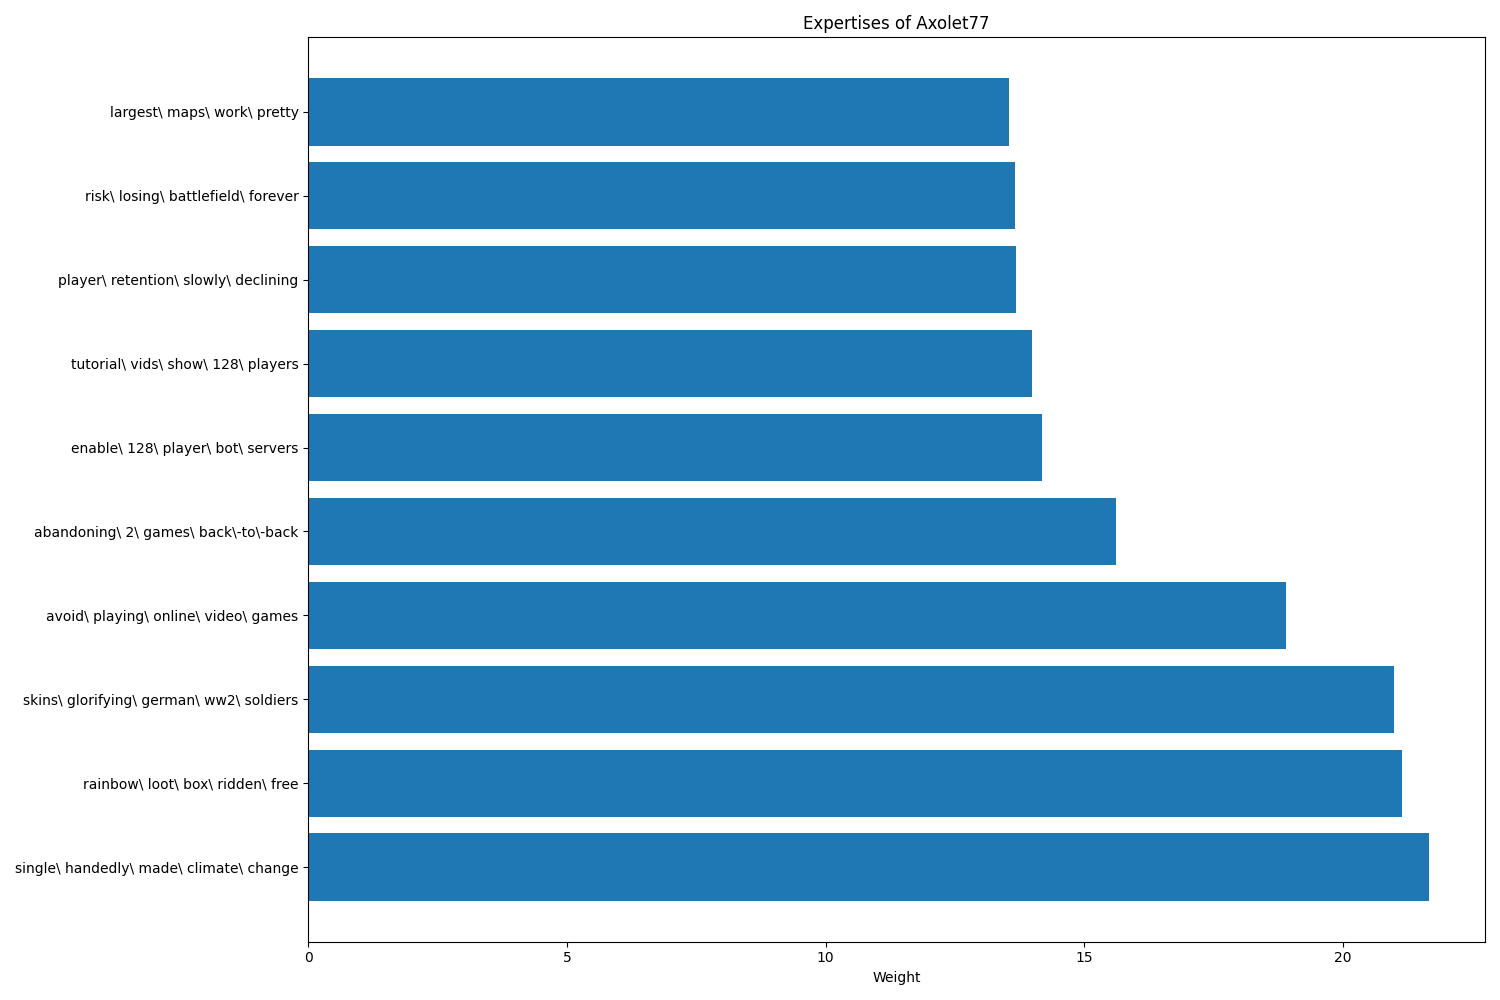 Expertises of Axolet77
largest\ maps\ work\ pretty
risk\ losing\ battlefield\ forever
player\ retention\ slowly\ declining
tutorial\ vids\ show\ 128\ players
enable\ 128\ player\ bot\ servers
abandoning\ 2\ games\ back\-to\-back
avoid\ playing\ online\ video\ games
skins\ glorifying\ german\ ww2\ soldiers
rainbow\ loot\ box\ ridden\ free
single\ handedly\ made\ climate\ change
0 5 10 15 20
Weight